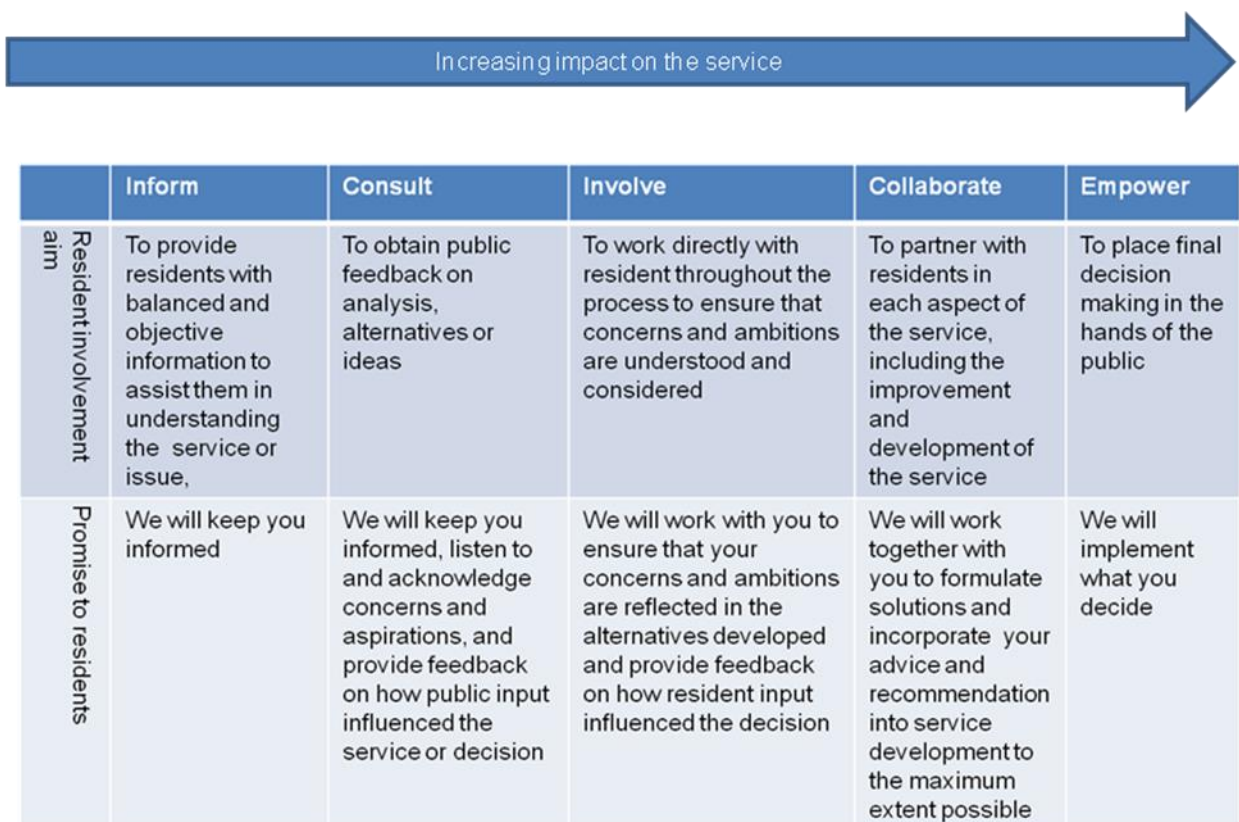 Increasing impact on the service
Inform
Consult
Involve
Collaborate
Empower
Resident involvement
aim
To provide
residents with
balanced and
objective
information to
assist them in
understanding
the service or
issue,
To obtain public
feedback on
analysis,
alternatives or
ideas
To work directly with
resident throughout the
process to ensure that
concerns and ambitions
are understood and
considered
To partner with
residents in
each aspect of
the service,
including the
improvement
and
development of
the service
To place final
decision
making in the
hands of the
public
Promise to residents
We will keep you
informed
We will keep you
informed, listen to
and acknowledge
concerns and
aspirations, and
provide feedback
on how public input
influenced the
service or decision
We will work with you to
ensure that your
concerns and ambitions
are reflected in the
alternatives developed
and provide feedback
on how resident input
influenced the decision
We will work
together with
you to formulate
solutions and
incorporate your
advice and
recommendation
into service
development to
the maximum
extent possible
We will
implement
what you
decide